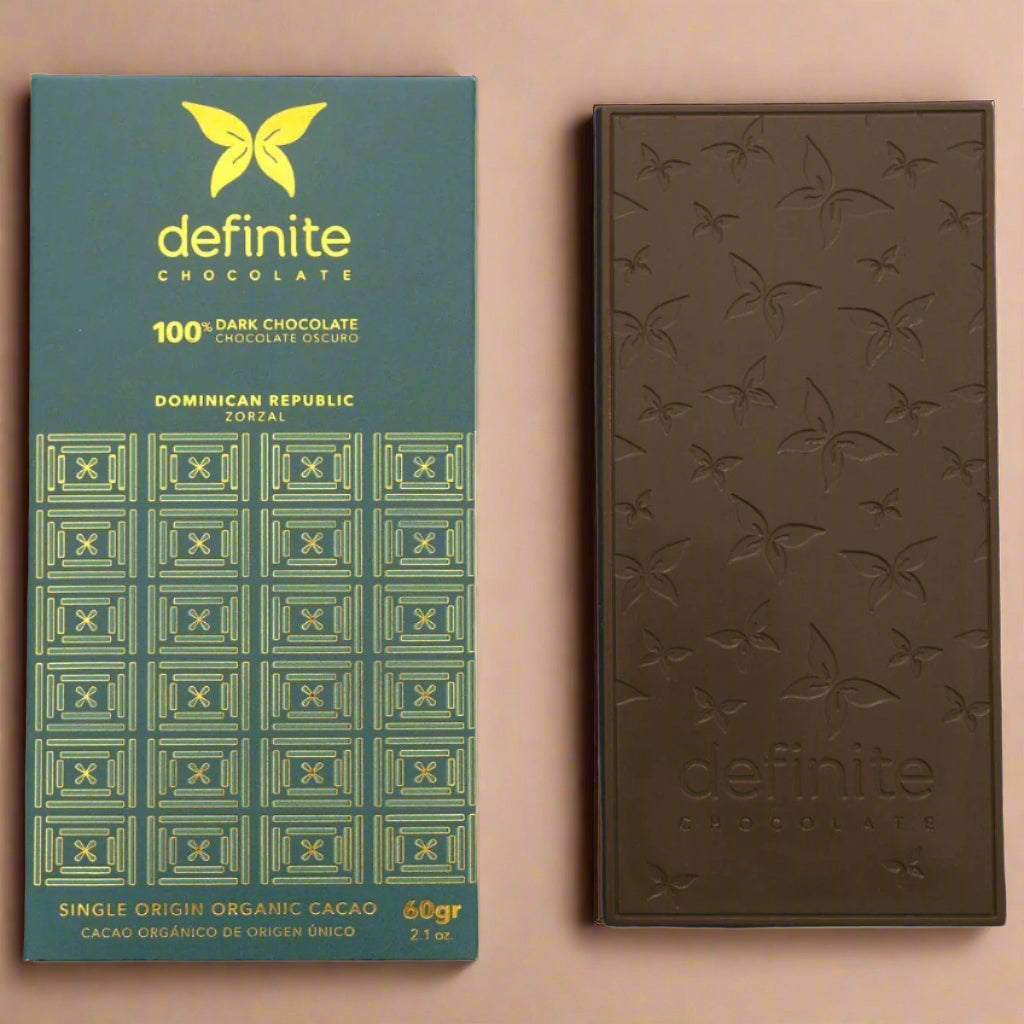 definite
CHOCOLATE
100% DARK CHOCOLATE
CHOCOLATE OSCURO
DOMINICAN REPUBLIC
ZORZAL
SINGLE ORIGIN ORGANIC CACAO 60gr
CACAO ORGÁNICO DE ORIGEN ÚNICO 2.1 oz.
definite
CHOCOLATE